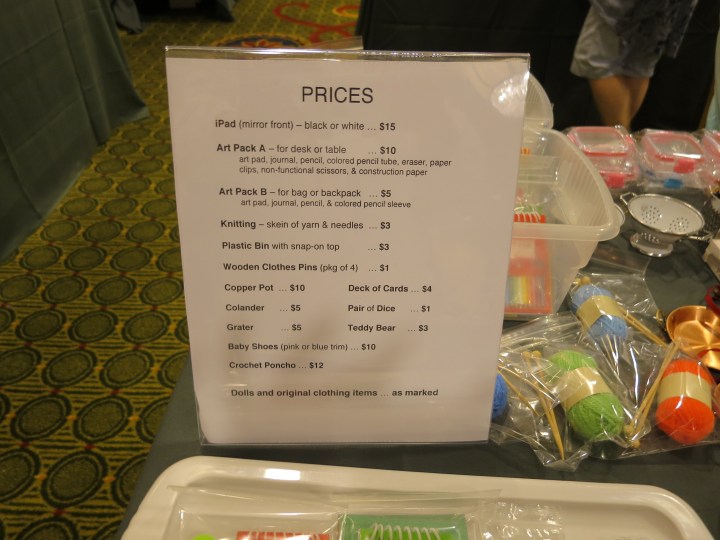 PRICES
iPad (mirror front) – black or white ... $15
Art Pack A – for desk or table ... $10
art pad, journal, pencil, colored pencil tube, eraser, paper
clips, non-functional scissors, & construction paper
Art Pack B – for bag or backpack ... $5
art pad, journal, pencil, & colored pencil sleeve
Knitting – skein of yarn & needles ... $3
Plastic Bin with snap-on top ... $3
Wooden Clothes Pins (pkg of 4) ... $1
Copper Pot ... $10 Deck of Cards ... $4
Colander ... $5 Pair of Dice ... $1
Grater ... $5 Teddy Bear ... $3
Baby Shoes (pink or blue trim) ... $10
Crochet Poncho ... $12
Dolls and original clothing items ... as marked